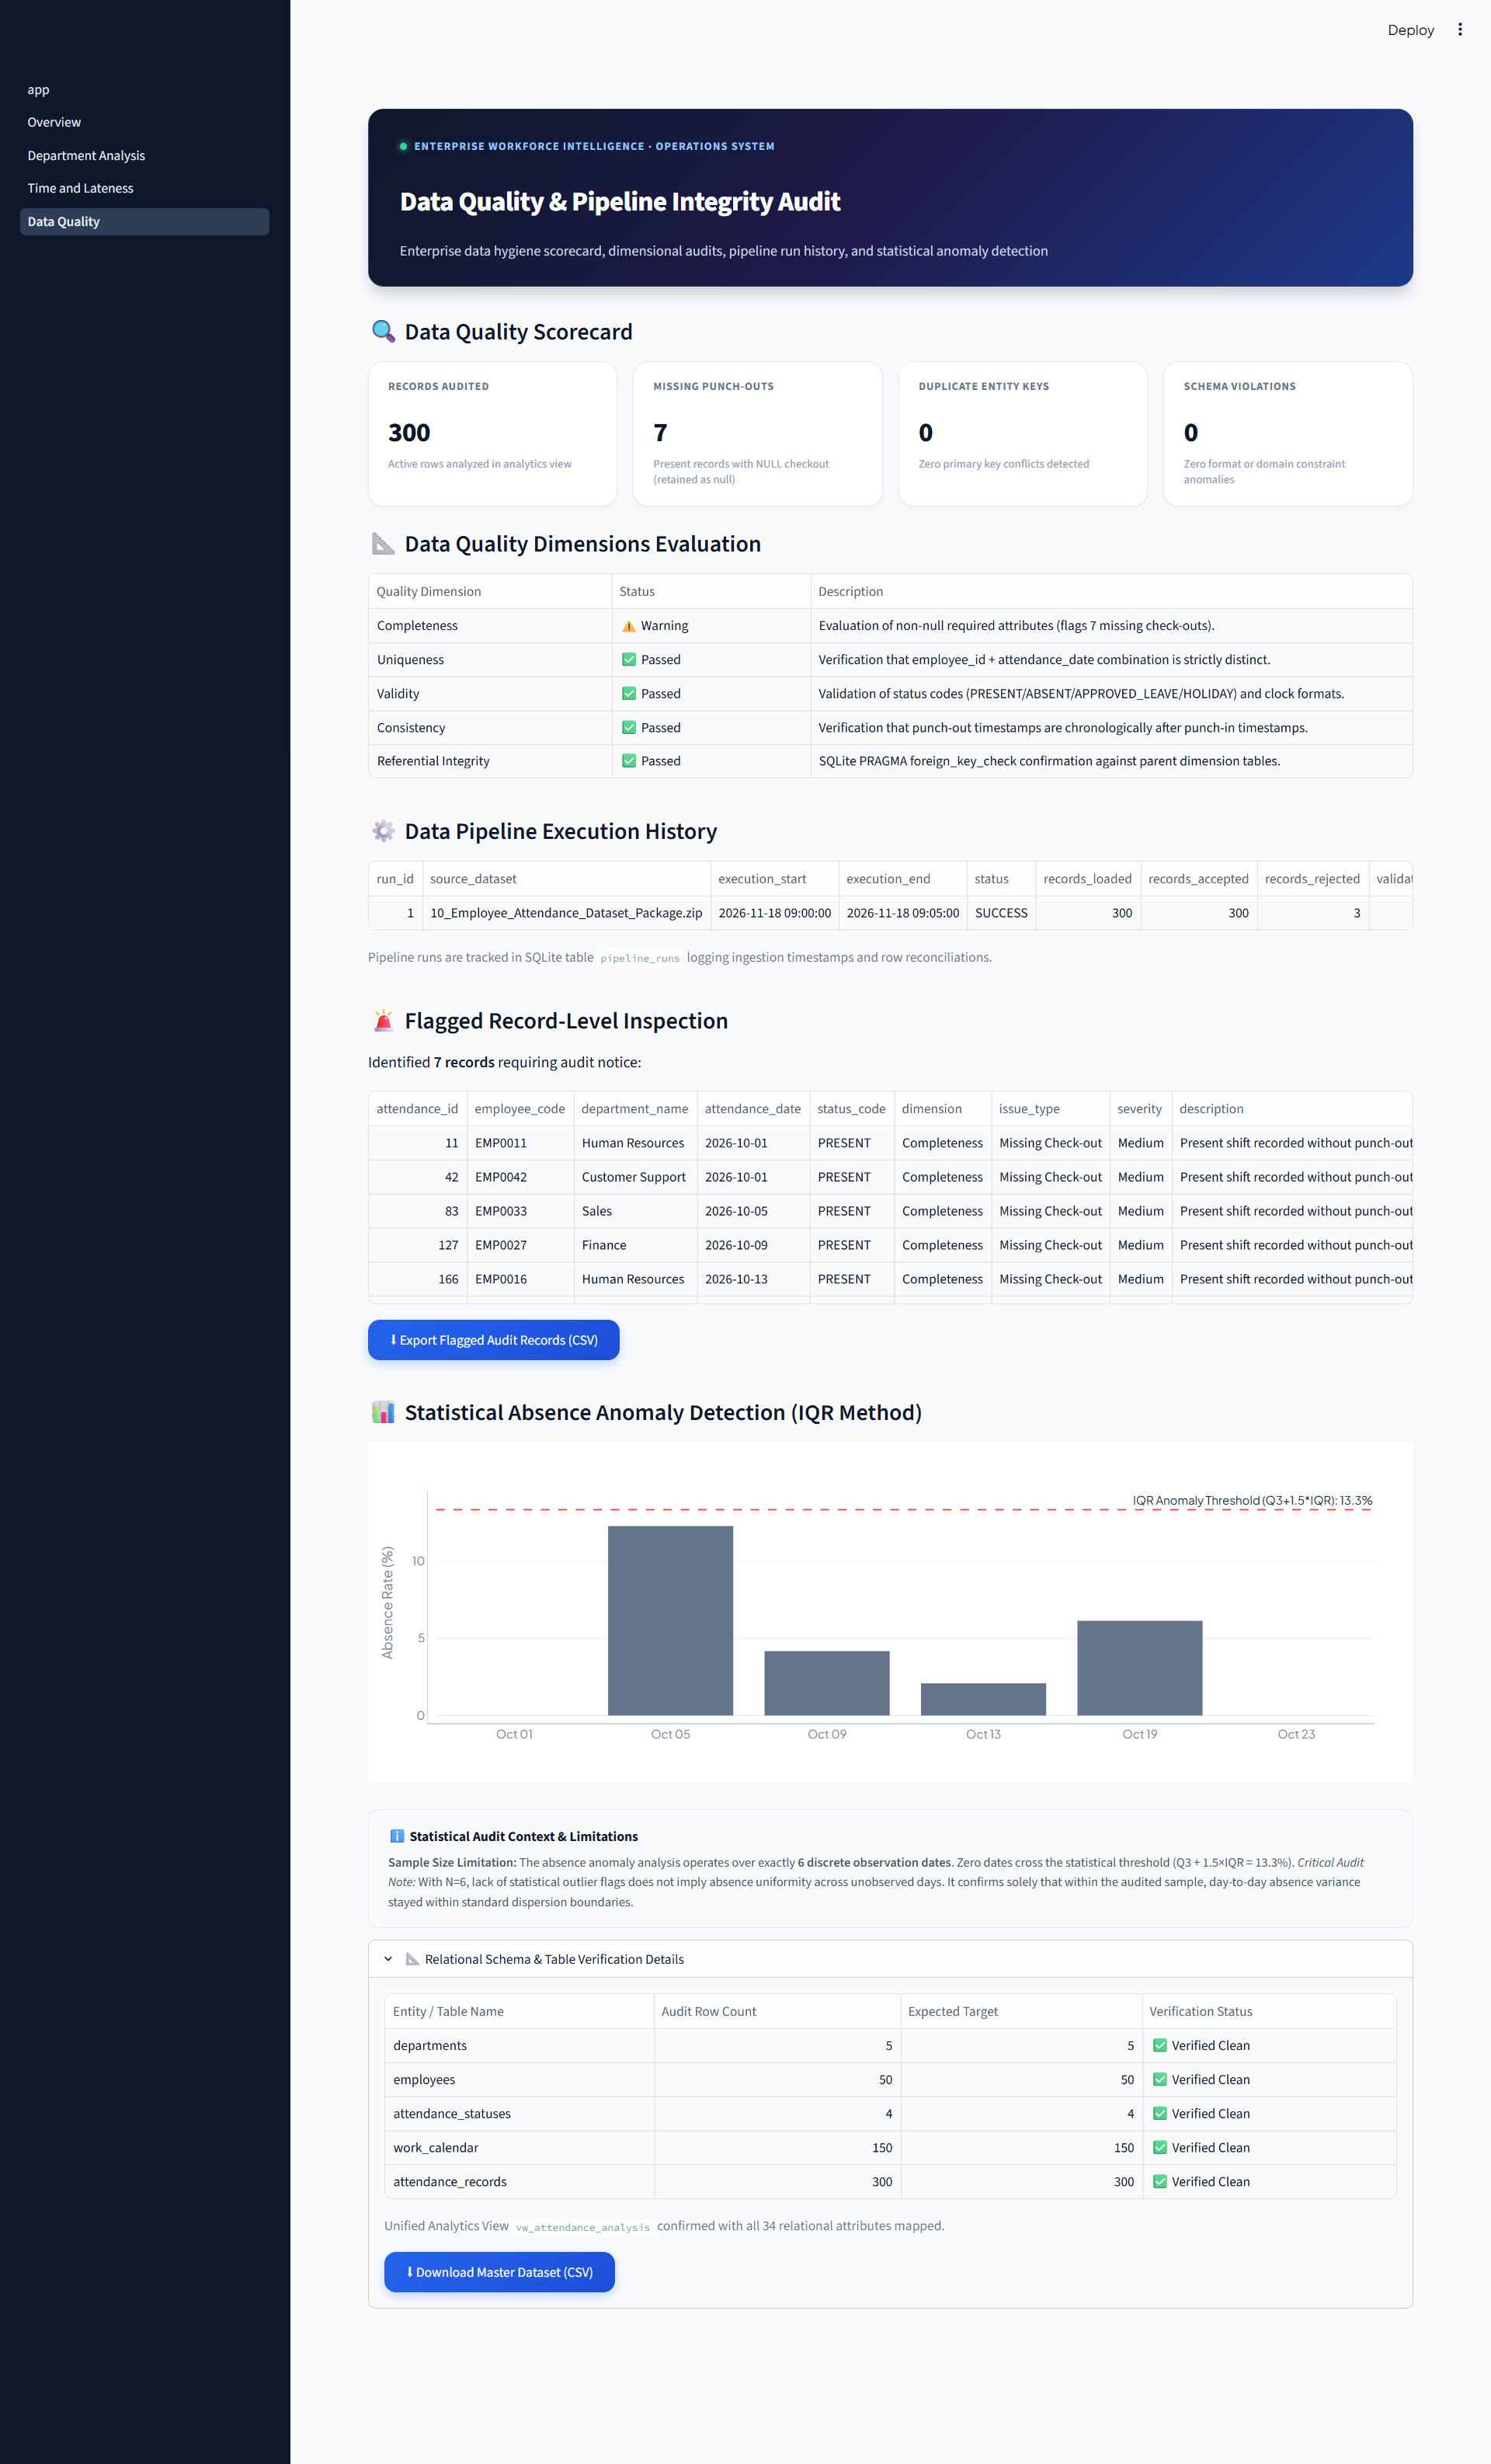 Deploy
app
Overview
Department Analysis
Time and Lateness
Data Quality
ENTERPRISE WORKFORCE INTELLIGENCE • OPERATIONS SYSTEM
Data Quality & Pipeline Integrity Audit
Enterprise data hygiene scorecard, dimensional audits, pipeline run history, and statistical anomaly detection
Data Quality Scorecard
RECORDS AUDITED
300
Active rows analyzed in analytics view
MISSING PUNCH-OUTS
7
Present records with NULL checkout
(retained as null)
DUPLICATE ENTITY KEYS
0
Zero primary key conflicts detected
SCHEMA VIOLATIONS
0
Zero format or domain constraint
anomalies
Data Quality Dimensions Evaluation
Quality Dimension Status Description
Completeness ⚠️ Warning Evaluation of non-null required attributes (flags 7 missing check-outs).
Uniqueness ✅ Passed Verification that employee_id + attendance_date combination is strictly distinct.
Validity ✅ Passed Validation of status codes (PRESENT/ABSENT/APPROVED_LEAVE/HOLIDAY) and clock formats.
Consistency ✅ Passed Verification that punch-out timestamps are chronologically after punch-in timestamps.
Referential Integrity ✅ Passed SQLite PRAGMA foreign_key_check confirmation against parent dimension tables.
Data Pipeline Execution History
run_id source_dataset execution_start execution_end status records_loaded records_accepted records_rejected validat
1 10_Employee_Attendance_Dataset_Package.zip 2026-11-18 09:00:00 2026-11-18 09:05:00 SUCCESS 300 300 3
Pipeline runs are tracked in SQLite table pipeline_runs logging ingestion timestamps and row reconciliations.
Flagged Record-Level Inspection
Identified 7 records requiring audit notice:
attendance_id employee_code department_name attendance_date status_code dimension issue_type severity description
11 EMP0011 Human Resources 2026-10-01 PRESENT Completeness Missing Check-out Medium Present shift recorded without punch-out
42 EMP0042 Customer Support 2026-10-01 PRESENT Completeness Missing Check-out Medium Present shift recorded without punch-out
83 EMP0033 Sales 2026-10-05 PRESENT Completeness Missing Check-out Medium Present shift recorded without punch-out
127 EMP0027 Finance 2026-10-09 PRESENT Completeness Missing Check-out Medium Present shift recorded without punch-out
166 EMP0016 Human Resources 2026-10-13 PRESENT Completeness Missing Check-out Medium Present shift recorded without punch-out
⬇ Export Flagged Audit Records (CSV)
Statistical Absence Anomaly Detection (IQR Method)
IQR Anomaly Threshold (Q3+1.5*IQR): 13.3%
Absence Rate (%)
10
5
0
Oct 01 Oct 05 Oct 09 Oct 13 Oct 19 Oct 23
ℹ️ Statistical Audit Context & Limitations
Sample Size Limitation: The absence anomaly analysis operates over exactly 6 discrete observation dates. Zero dates cross the statistical threshold (Q3 + 1.5×IQR = 13.3%). Critical Audit
Note: With N=6, lack of statistical outlier flags does not imply absence uniformity across unobserved days. It confirms solely that within the audited sample, day-to-day absence variance
stayed within standard dispersion boundaries.
Relational Schema & Table Verification Details
Entity / Table Name Audit Row Count Expected Target Verification Status
departments 5 5 ✅ Verified Clean
employees 50 50 ✅ Verified Clean
attendance_statuses 4 4 ✅ Verified Clean
work_calendar 150 150 ✅ Verified Clean
attendance_records 300 300 ✅ Verified Clean
Unified Analytics View vw_attendance_analysis confirmed with all 34 relational attributes mapped.
⬇ Download Master Dataset (CSV)